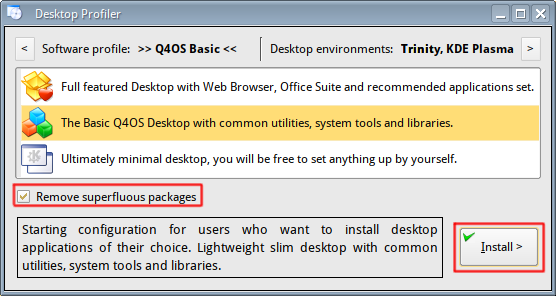 Desktop Profiler
< Software profile: >> Q4OS Basic << Desktop environments: Trinity, KDE Plasma >
Full featured Desktop with Web Browser, Office Suite and recommended applications set.
The Basic Q4OS Desktop with common utilities, system tools and libraries.
Ultimately minimal desktop, you will be free to set anything up by yourself.
Remove superfluous packages
Starting configuration for users who want to install desktop
applications of their choice. Lightweight slim desktop with common
utilities, system tools and libraries.
Install >